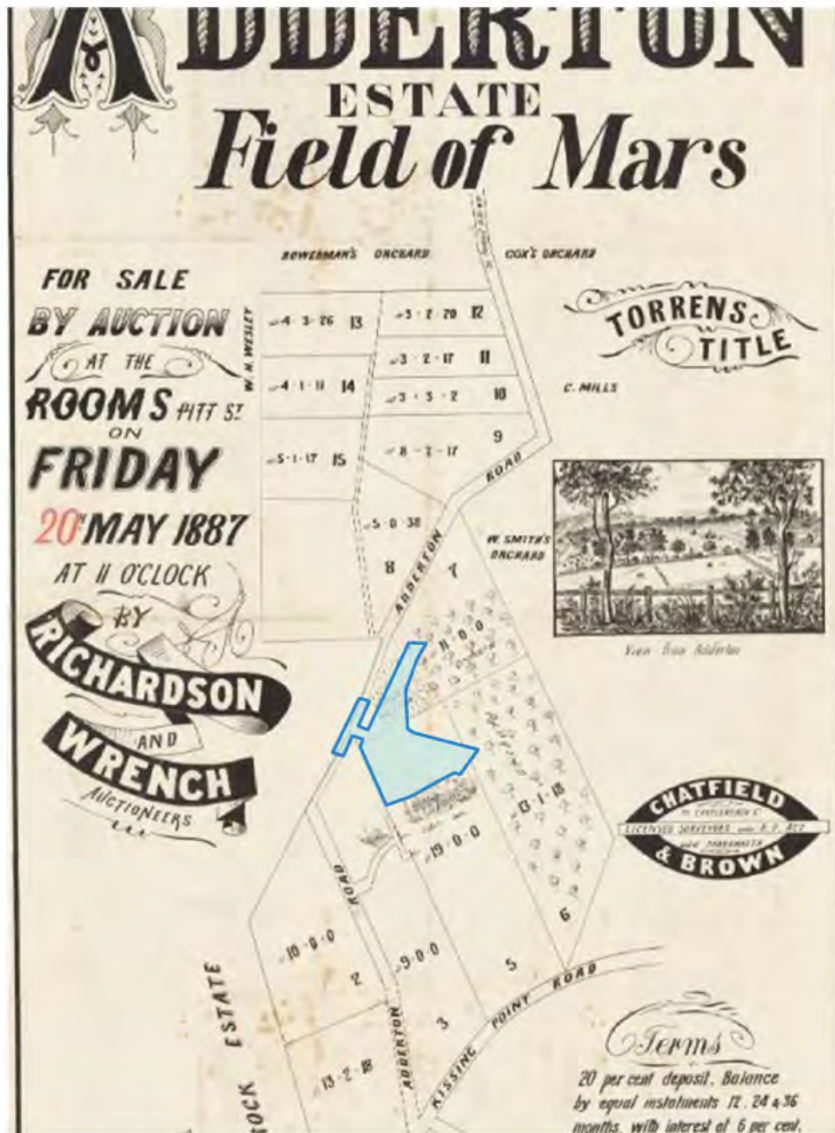 ADDERTON
ESTATE
Field of Mars
BOWERMAN'S ORCHARD
COX'S ORCHARD
FOR SALE
BY AUCTION
AT THE
ROOMS PITT ST
ON
FRIDAY
20TH MAY 1887
AT 11 O'CLOCK
BY
RICHARDSON
AND
WRENCH
AUCTIONEERS
W. H. WESLEY
4·3·26 13
3·2·20 12
3·2·17 11
4·1·11 14
3·3·2 10
9
5·1·17 15
8·2·17
ROAD
TORRENS
TITLE
C. MILLS
5·0·38
8
7
ADDERTON
W. SMITH'S
ORCHARD
11·0·0
Orchard
View from Adderton
13·1·18
19·0·0
6
CHATFIELD
LICENSED SURVEYORS
& BROWN
ROAD
10·0·0
2
9·0·0
5
3
ADDERTON
KISSING POINT ROAD
13·2·18
OCK ESTATE
Terms
20 per cent deposit. Balance
by equal instalments 12. 24 & 36
months. with interest at 6 per cent.